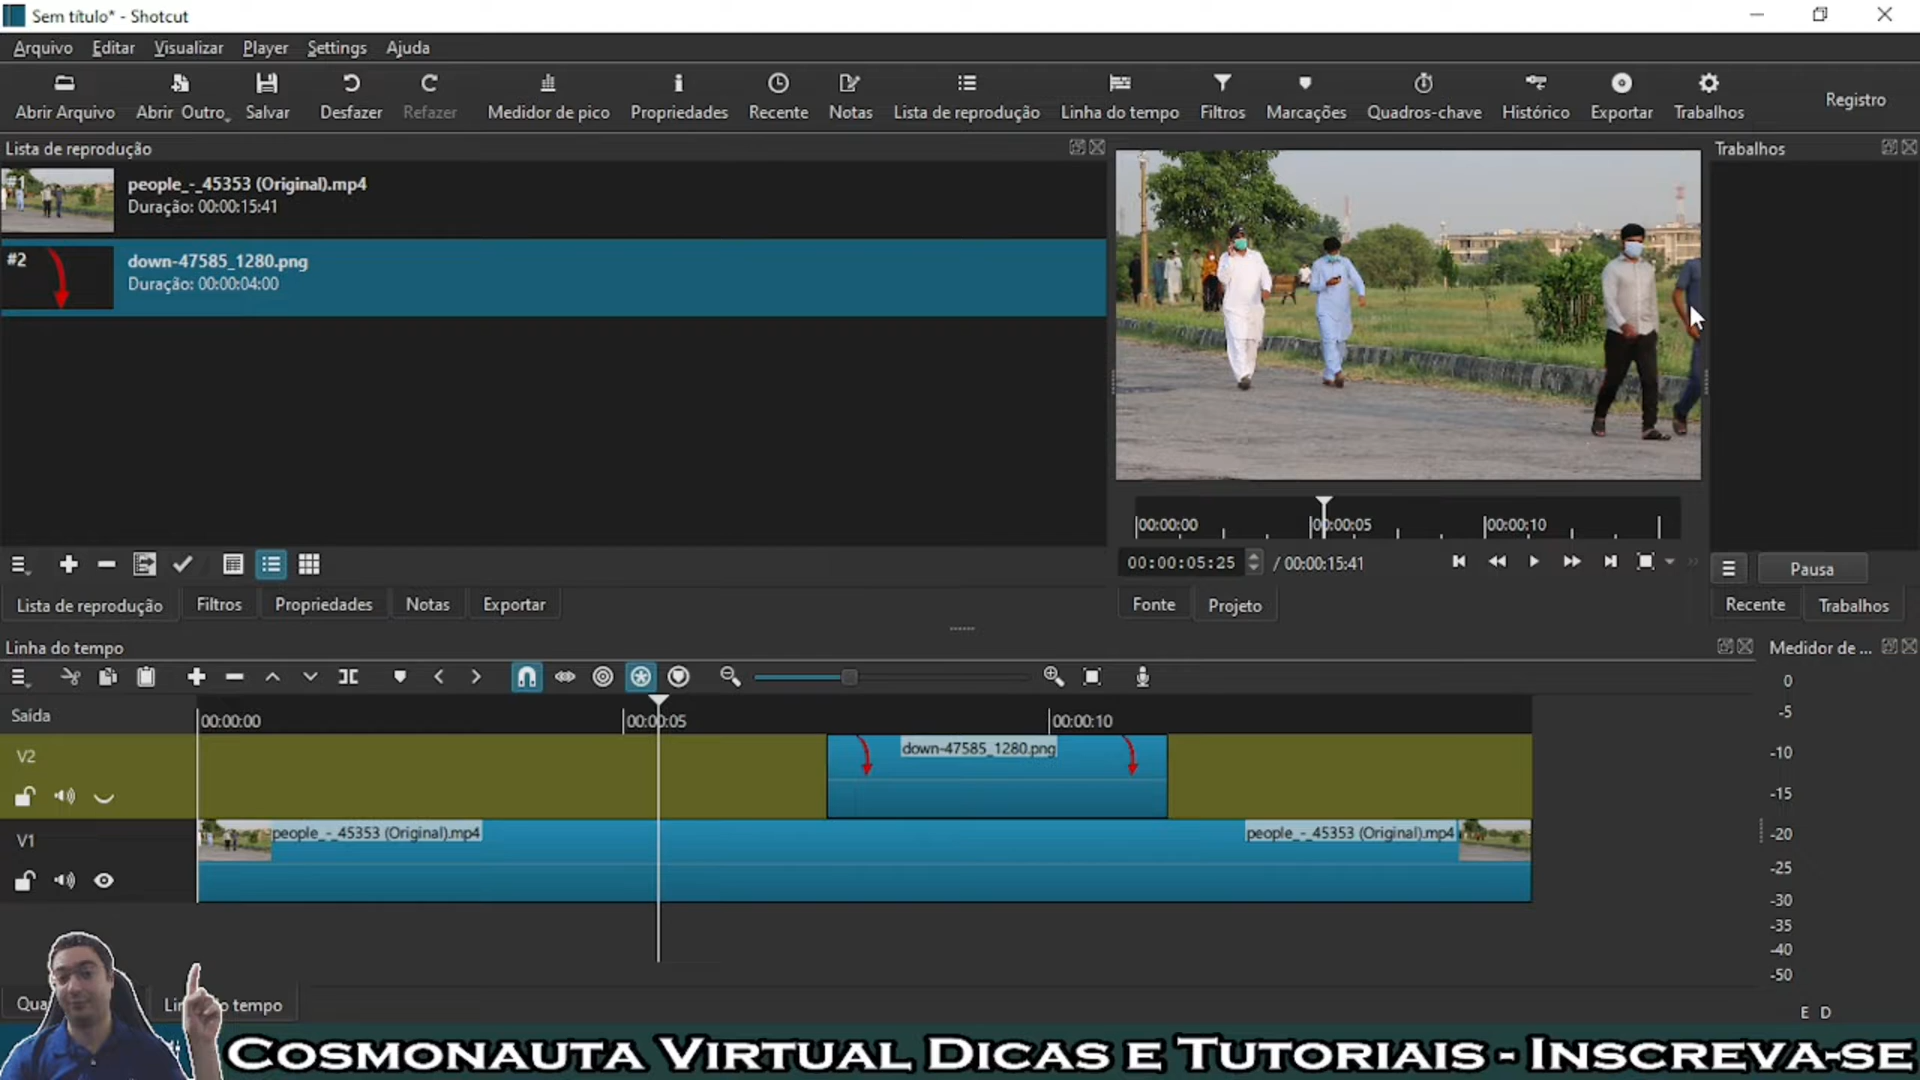 Sem título* - Shotcut
Arquivo Editar Visualizar Player Settings Ajuda
Abrir Arquivo Abrir Outro Salvar Desfazer Refazer Medidor de pico Propriedades Recente Notas Lista de reprodução Linha do tempo Filtros Marcações Quadros-chave Histórico Exportar Trabalhos Registro
Lista de reprodução
#1 people_-_45353 (Original).mp4
Duração: 00:00:15:41
#2 down-47585_1280.png
Duração: 00:00:04:00
Trabalhos
00:00:00 00:00:05 00:00:10
00:00:05:25 / 00:00:15:41
Pausa
Lista de reprodução Filtros Propriedades Notas Exportar
Fonte Projeto
Recente Trabalhos
Linha do tempo
Medidor de ...
Saída
00:00:00 00:00:05 00:00:10
V2
down-47585_1280.png
V1
people_-_45353 (Original).mp4 people_-_45353 (Original).mp4
0
-5
-10
-15
-20
-25
-30
-35
-40
-50
E D
tempo
COSMONAUTA VIRTUAL DICAS E TUTORIAIS - INSCREVA-SE